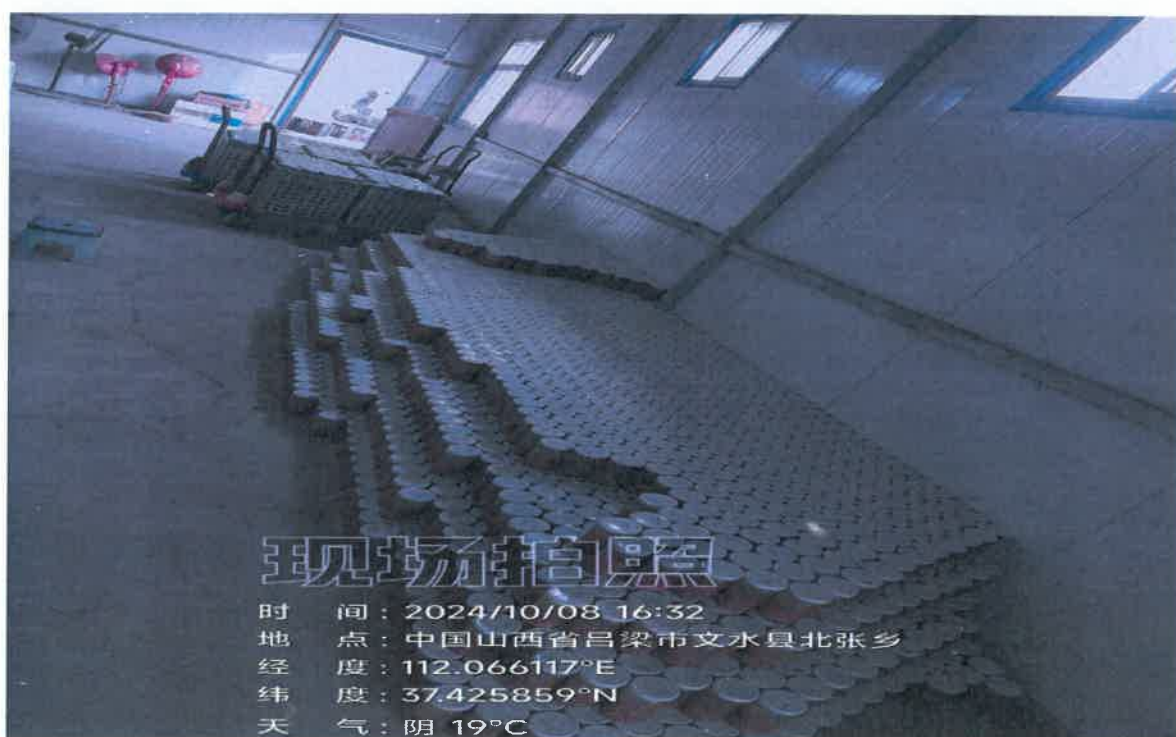 现场拍照
时 间：2024/10/08 16:32
地 点：中国山西省吕梁市文水县北张乡
经 度：112.066117°E
纬 度：37.425859°N
天 气：阴 19°C